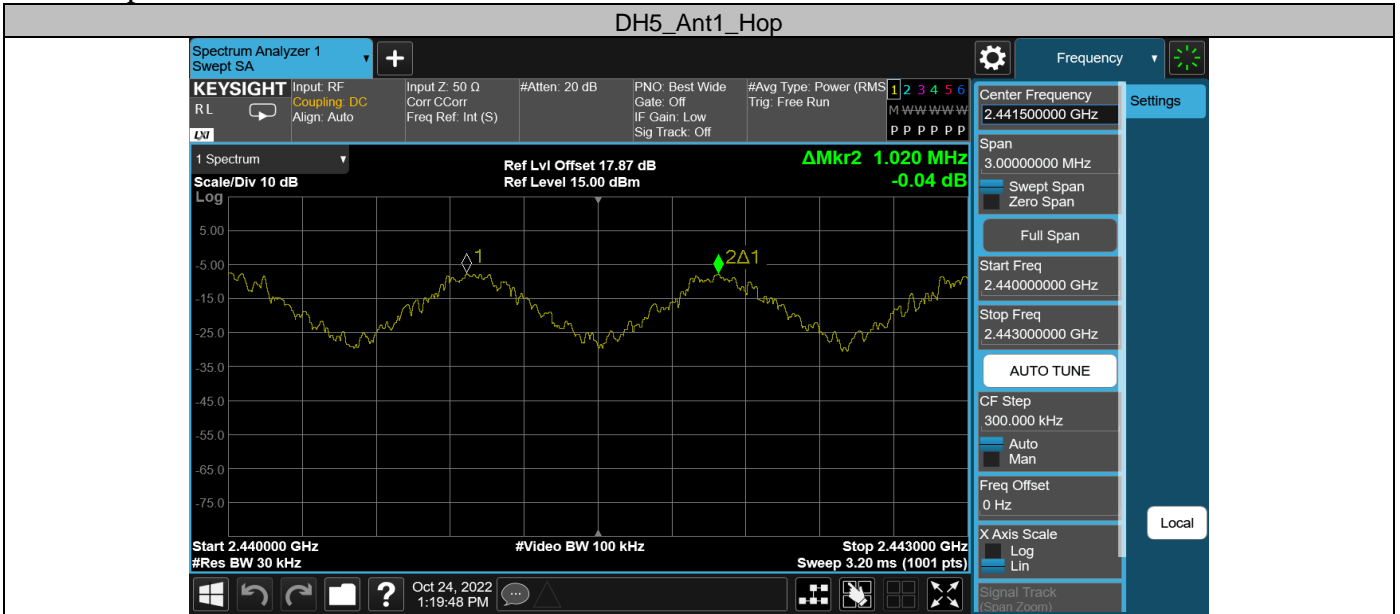 DH5_Ant1_Hop
Spectrum Analyzer 1
Swept SA
+
Frequency
KEYSIGHT
RL
LXI
Input: RF
Coupling: DC
Align: Auto
Input Z: 50 Ω
Corr CCorr
Freq Ref: Int (S)
#Atten: 20 dB
PNO: Best Wide
Gate: Off
IF Gain: Low
Sig Track: Off
#Avg Type: Power (RMS
Trig: Free Run
1 2 3 4 5 6
M W W W W W
P P P P P P
1 Spectrum
Scale/Div 10 dB
Log
Ref Lvl Offset 17.87 dB
Ref Level 15.00 dBm
ΔMkr2 1.020 MHz
-0.04 dB
5.00
-5.00
-15.0
-25.0
-35.0
-45.0
-55.0
-65.0
-75.0
1
2Δ1
Start 2.440000 GHz
#Res BW 30 kHz
#Video BW 100 kHz
Stop 2.443000 GHz
Sweep 3.20 ms (1001 pts)
Center Frequency
2.441500000 GHz
Span
3.00000000 MHz
Swept Span
Zero Span
Full Span
Start Freq
2.440000000 GHz
Stop Freq
2.443000000 GHz
AUTO TUNE
CF Step
300.000 kHz
Auto
Man
Freq Offset
0 Hz
X Axis Scale
Log
Lin
Signal Track
(Span Zoom)
Settings
Local
?
Oct 24, 2022
1:19:48 PM